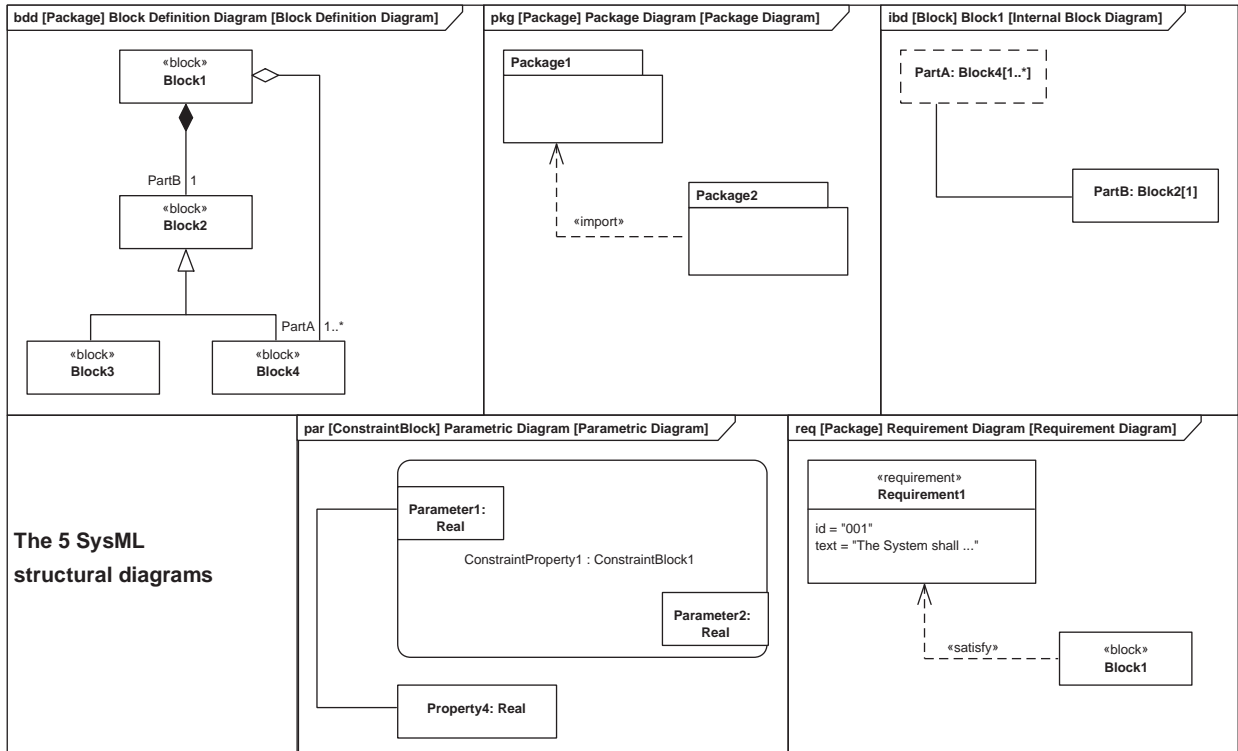 bdd [Package] Block Definition Diagram [Block Definition Diagram]
«block»
Block1
PartB 1
«block»
Block2
PartA 1..*
«block»
Block3
«block»
Block4
pkg [Package] Package Diagram [Package Diagram]
Package1
Package2
«import»
ibd [Block] Block1 [Internal Block Diagram]
PartA: Block4[1..*]
PartB: Block2[1]
The 5 SysML
structural diagrams
par [ConstraintBlock] Parametric Diagram [Parametric Diagram]
Parameter1:
Real
ConstraintProperty1 : ConstraintBlock1
Parameter2:
Real
Property4: Real
req [Package] Requirement Diagram [Requirement Diagram]
«requirement»
Requirement1
id = "001"
text = "The System shall ..."
«satisfy»
«block»
Block1